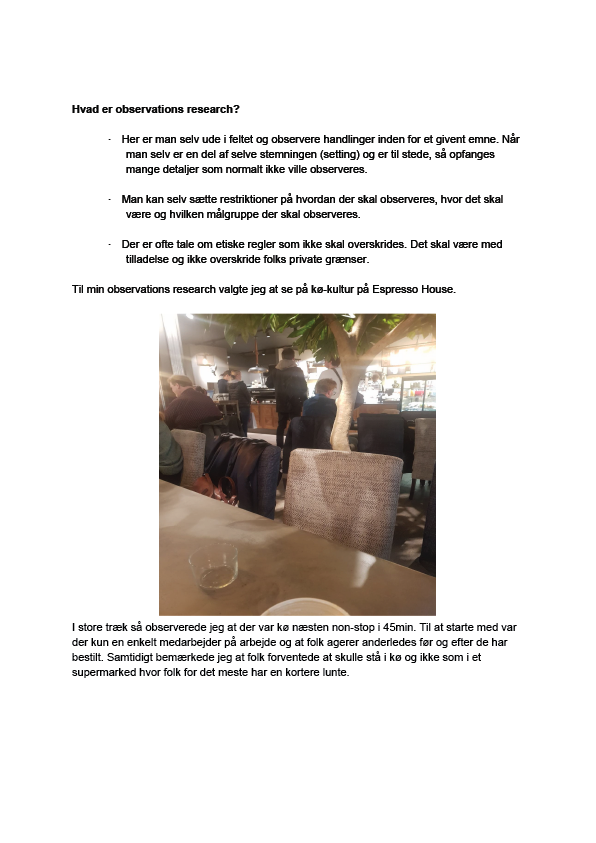 Hvad er observations research?
- Her er man selv ude i feltet og observere handlinger inden for et givent emne. Når
man selv er en del af selve stemningen (setting) og er til stede, så opfanges
mange detaljer som normalt ikke ville observeres.
- Man kan selv sætte restriktioner på hvordan der skal observeres, hvor det skal
være og hvilken målgruppe der skal observeres.
- Der er ofte tale om etiske regler som ikke skal overskrides. Det skal være med
tilladelse og ikke overskride folks private grænser.
Til min observations research valgte jeg at se på kø-kultur på Espresso House.
I store træk så observerede jeg at der var kø næsten non-stop i 45min. Til at starte med var
der kun en enkelt medarbejder på arbejde og at folk agerer anderledes før og efter de har
bestilt. Samtidigt bemærkede jeg at folk forventede at skulle stå i kø og ikke som i et
supermarked hvor folk for det meste har en kortere lunte.